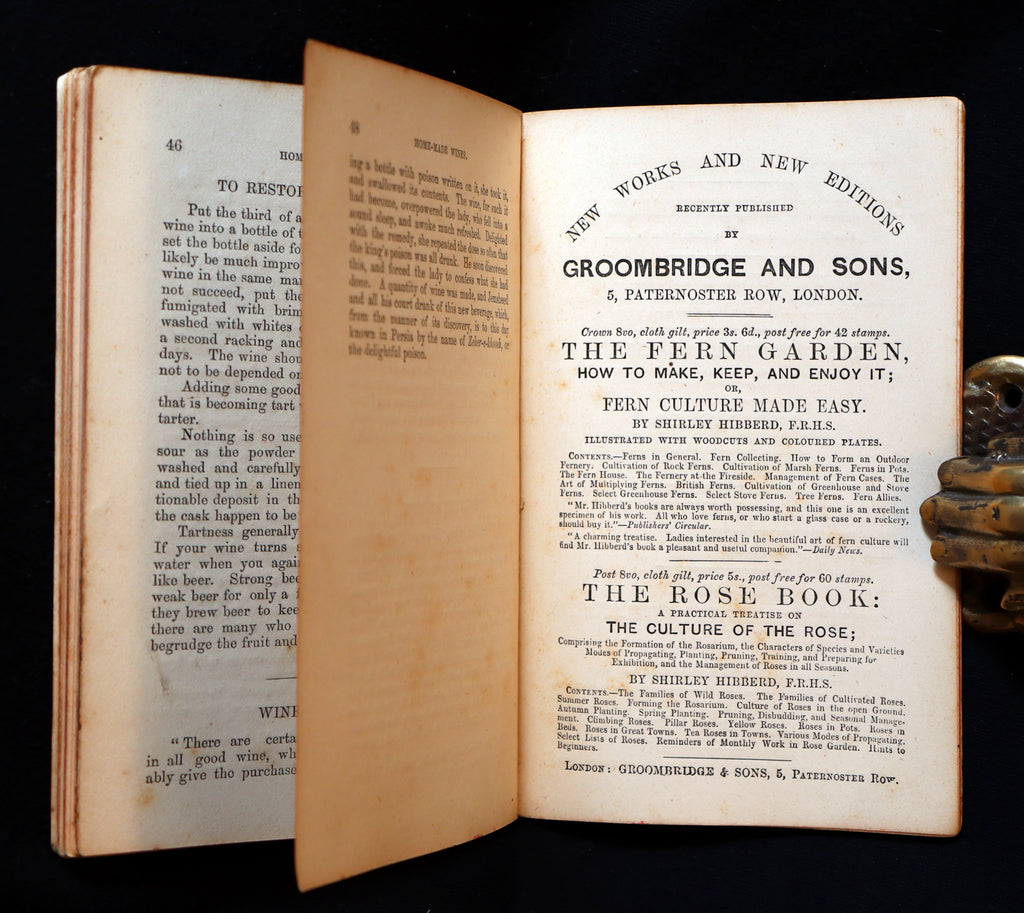 46
HOM
TO RESTOR
Put the third of a
wine into a bottle of t
set the bottle aside fo
likely be much impro
wine in the same man
not succeed, put the
fumigated with brim
washed with whites o
a second racking and
days. The wine shou
not to be depended on
Adding some good
that is becoming tart
tarter.
Nothing is so use
sour as the powder
washed and carefully
and tied up in a linen
tionable deposit in th
the cask happen to be
Tartness generally
If your wine turns s
water when you agai
like beer. Strong bee
weak beer for only a f
they brew beer to kee
there are many who
begrudge the fruit and
WINE
"There are certa
in all good wine, wh
ably give the purchase
48
HOME-MADE WINES.
ing a bottle with poison written on it, she took it,
and swallowed its contents. The wine, for such it
had become, overpowered the lady, who fell into a
sound sleep, and awoke much refreshed. Delighted
with the remedy, she repeated the dose so often that
the king's poison was all drunk. He soon discovered
this, and forced the lady to confess what she had
done. A quantity of wine was made, and Jemsheed
and all his court drank of this new beverage, which,
from the manner of its discovery, is to this day
known in Persia by the name of Zeher-e-khoosh, or
the delightful poison.
NEW WORKS AND NEW EDITIONS
RECENTLY PUBLISHED
BY
GROOMBRIDGE AND SONS,
5, PATERNOSTER ROW, LONDON.
Crown 8vo, cloth gilt, price 3s. 6d., post free for 42 stamps.
THE FERN GARDEN,
HOW TO MAKE, KEEP, AND ENJOY IT;
OR,
FERN CULTURE MADE EASY.
BY SHIRLEY HIBBERD, F.R.H.S.
ILLUSTRATED WITH WOODCUTS AND COLOURED PLATES.
CONTENTS.—Ferns in General. Fern Collecting. How to Form an Outdoor
Fernery. Cultivation of Rock Ferns. Cultivation of Marsh Ferns. Ferns in Pots.
The Fern House. The Fernery at the Fireside. Management of Fern Cases. The
Art of Multiplying Ferns. British Ferns. Cultivation of Greenhouse and Stove
Ferns. Select Greenhouse Ferns. Select Stove Ferns. Tree Ferns. Fern Allies.
"Mr. Hibberd's books are always worth possessing, and this one is an excellent
specimen of his work. All who love ferns, or who start a glass case or a rockery,
should buy it."—Publishers' Circular.
"A charming treatise. Ladies interested in the beautiful art of fern culture will
find Mr. Hibberd's book a pleasant and useful companion."—Daily News.
Post 8vo, cloth gilt, price 5s., post free for 60 stamps.
THE ROSE BOOK:
A PRACTICAL TREATISE ON
THE CULTURE OF THE ROSE;
Comprising the Formation of the Rosarium, the Characters of Species and Varieties
Modes of Propagating, Planting, Pruning, Training, and Preparing for
Exhibition, and the Management of Roses in all Seasons.
BY SHIRLEY HIBBERD, F.R.H.S.
CONTENTS.—The Families of Wild Roses. The Families of Cultivated Roses.
Summer Roses. Forming the Rosarium. Culture of Roses in the open Ground.
Autumn Planting. Spring Planting. Pruning, Disbudding, and Seasonal Manage-
ment. Climbing Roses. Pillar Roses. Yellow Roses. Roses in Pots. Roses in
Beds. Roses in Great Towns. Tea Roses in Towns. Various Modes of Propagating.
Select Lists of Roses. Reminders of Monthly Work in Rose Garden. Hints to
Beginners.
LONDON: GROOMBRIDGE & SONS, 5, PATERNOSTER ROW.